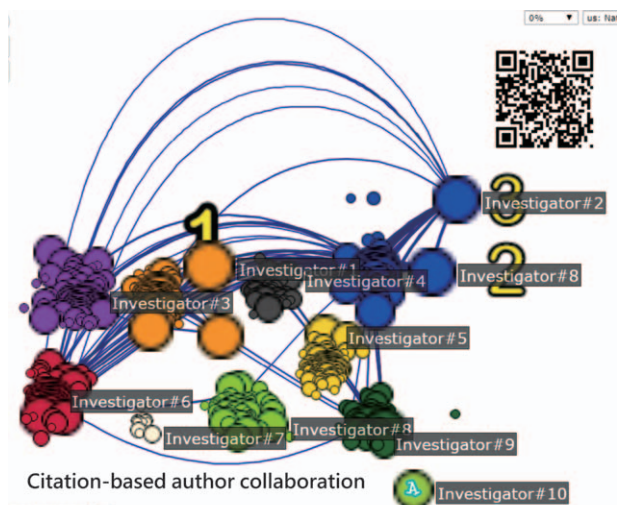 0% ▼ us: Nat
3
Investigator#2
1
Investigator#1
Investigator#4
Investigator#8
2
Investigator#3
Investigator#5
Investigator#6
Investigator#7
Investigator#8
Investigator#9
Citation-based author collaboration
A
Investigator#10